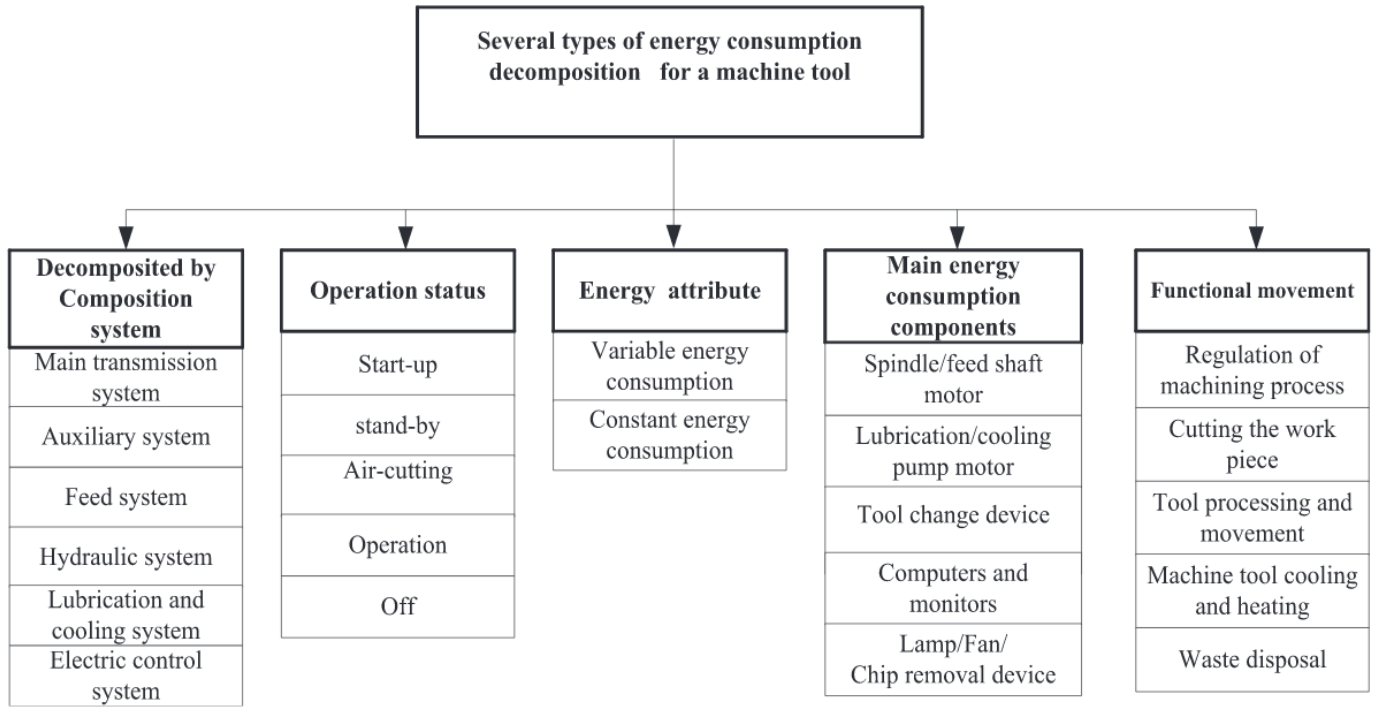 Several types of energy consumption
decomposition for a machine tool
Decomposited by
Composition
system
Main transmission
system
Auxiliary system
Feed system
Hydraulic system
Lubrication and
cooling system
Electric control
system
Operation status
Start-up
stand-by
Air-cutting
Operation
Off
Energy attribute
Variable energy
consumption
Constant energy
consumption
Main energy
consumption
components
Spindle/feed shaft
motor
Lubrication/cooling
pump motor
Tool change device
Computers and
monitors
Lamp/Fan/
Chip removal device
Functional movement
Regulation of
machining process
Cutting the work
piece
Tool processing and
movement
Machine tool cooling
and heating
Waste disposal